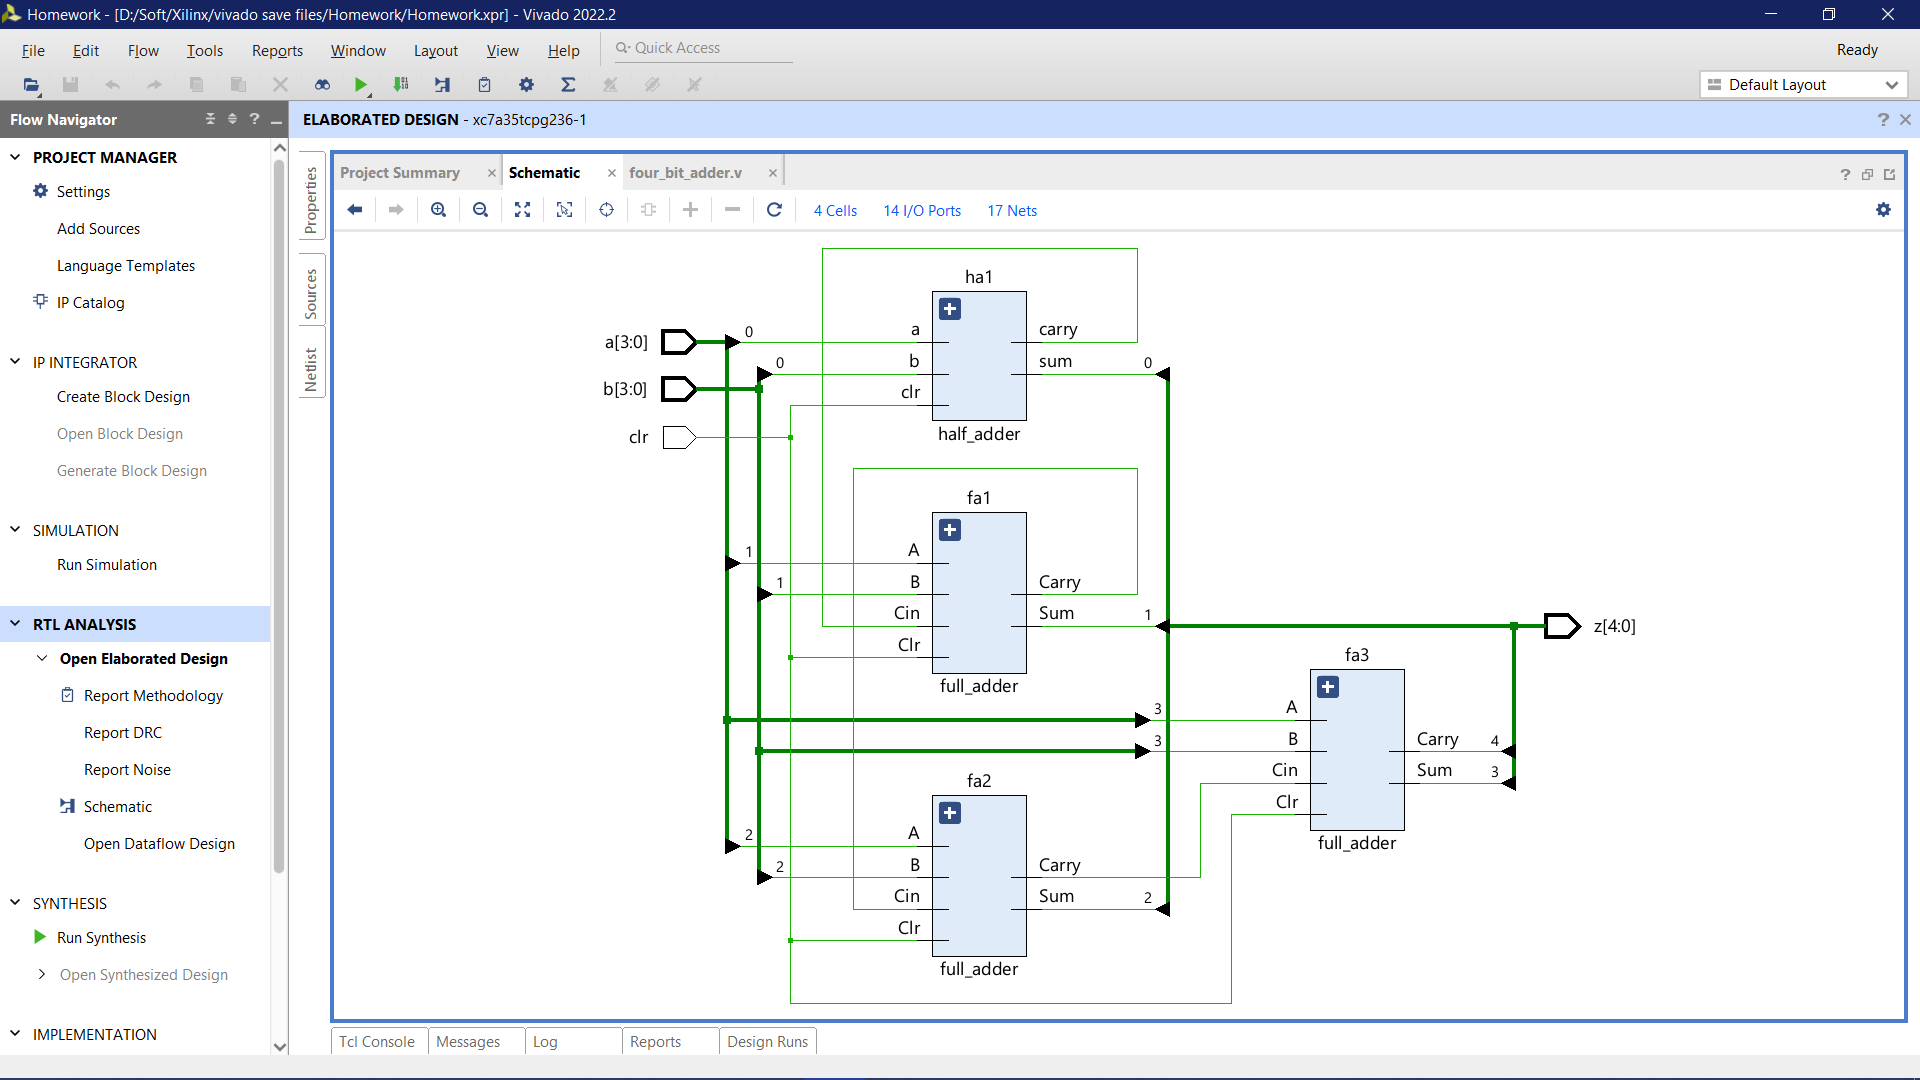 Homework - [D:/Soft/Xilinx/vivado save files/Homework/Homework.xpr] - Vivado 2022.2
File Edit Flow Tools Reports Window Layout View Help Quick Access Ready
Default Layout
Flow Navigator
ELABORATED DESIGN - xc7a35tcpg236-1
PROJECT MANAGER
Settings
Add Sources
Language Templates
IP Catalog
IP INTEGRATOR
Create Block Design
Open Block Design
Generate Block Design
SIMULATION
Run Simulation
RTL ANALYSIS
Open Elaborated Design
Report Methodology
Report DRC
Report Noise
Schematic
Open Dataflow Design
SYNTHESIS
Run Synthesis
Open Synthesized Design
IMPLEMENTATION
Properties
Sources
Netlist
Project Summary Schematic four_bit_adder.v
4 Cells 14 I/O Ports 17 Nets
a[3:0]
b[3:0]
clr
0
0
ha1
a
b
clr
carry
sum
0
half_adder
1
1
fa1
A
B
Cin
Clr
Carry
Sum
1
full_adder
3
3
2
2
fa2
A
B
Cin
Clr
Carry
Sum
2
full_adder
fa3
A
B
Cin
Clr
Carry
Sum
4
3
full_adder
z[4:0]
Tcl Console Messages Log Reports Design Runs